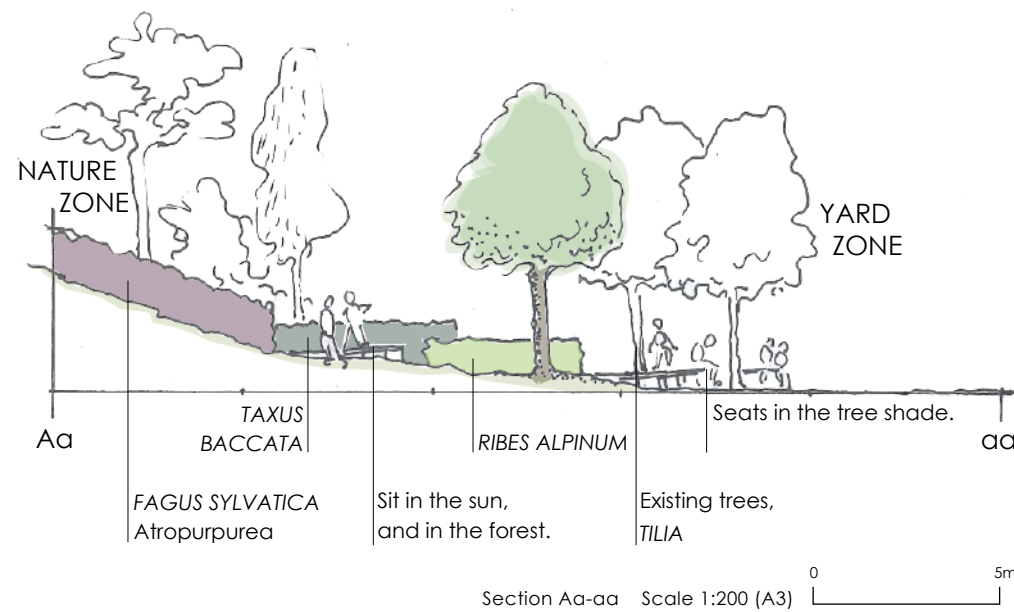 NATURE
ZONE
YARD
ZONE
Aa
TAXUS
BACCATA
RIBES ALPINUM
Seats in the tree shade.
aa
FAGUS SYLVATICA
Atropurpurea
Sit in the sun,
and in the forest.
Existing trees,
TILIA
0
5m
Section Aa-aa Scale 1:200 (A3)